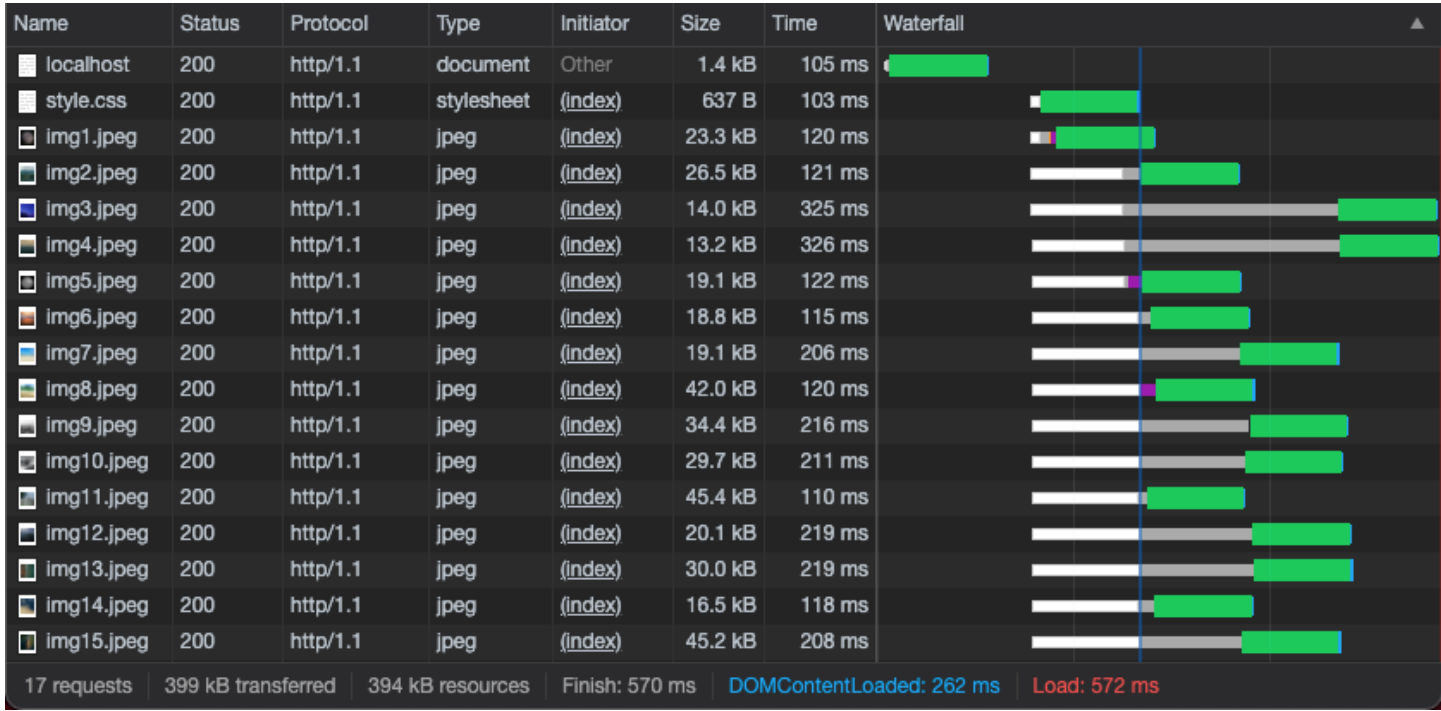 Name Status Protocol Type Initiator Size Time Waterfall
localhost 200 http/1.1 document Other 1.4 kB 105 ms
style.css 200 http/1.1 stylesheet (index) 637 B 103 ms
img1.jpeg 200 http/1.1 jpeg (index) 23.3 kB 120 ms
img2.jpeg 200 http/1.1 jpeg (index) 26.5 kB 121 ms
img3.jpeg 200 http/1.1 jpeg (index) 14.0 kB 325 ms
img4.jpeg 200 http/1.1 jpeg (index) 13.2 kB 326 ms
img5.jpeg 200 http/1.1 jpeg (index) 19.1 kB 122 ms
img6.jpeg 200 http/1.1 jpeg (index) 18.8 kB 115 ms
img7.jpeg 200 http/1.1 jpeg (index) 19.1 kB 206 ms
img8.jpeg 200 http/1.1 jpeg (index) 42.0 kB 120 ms
img9.jpeg 200 http/1.1 jpeg (index) 34.4 kB 216 ms
img10.jpeg 200 http/1.1 jpeg (index) 29.7 kB 211 ms
img11.jpeg 200 http/1.1 jpeg (index) 45.4 kB 110 ms
img12.jpeg 200 http/1.1 jpeg (index) 20.1 kB 219 ms
img13.jpeg 200 http/1.1 jpeg (index) 30.0 kB 219 ms
img14.jpeg 200 http/1.1 jpeg (index) 16.5 kB 118 ms
img15.jpeg 200 http/1.1 jpeg (index) 45.2 kB 208 ms
17 requests 399 kB transferred 394 kB resources Finish: 570 ms DOMContentLoaded: 262 ms Load: 572 ms